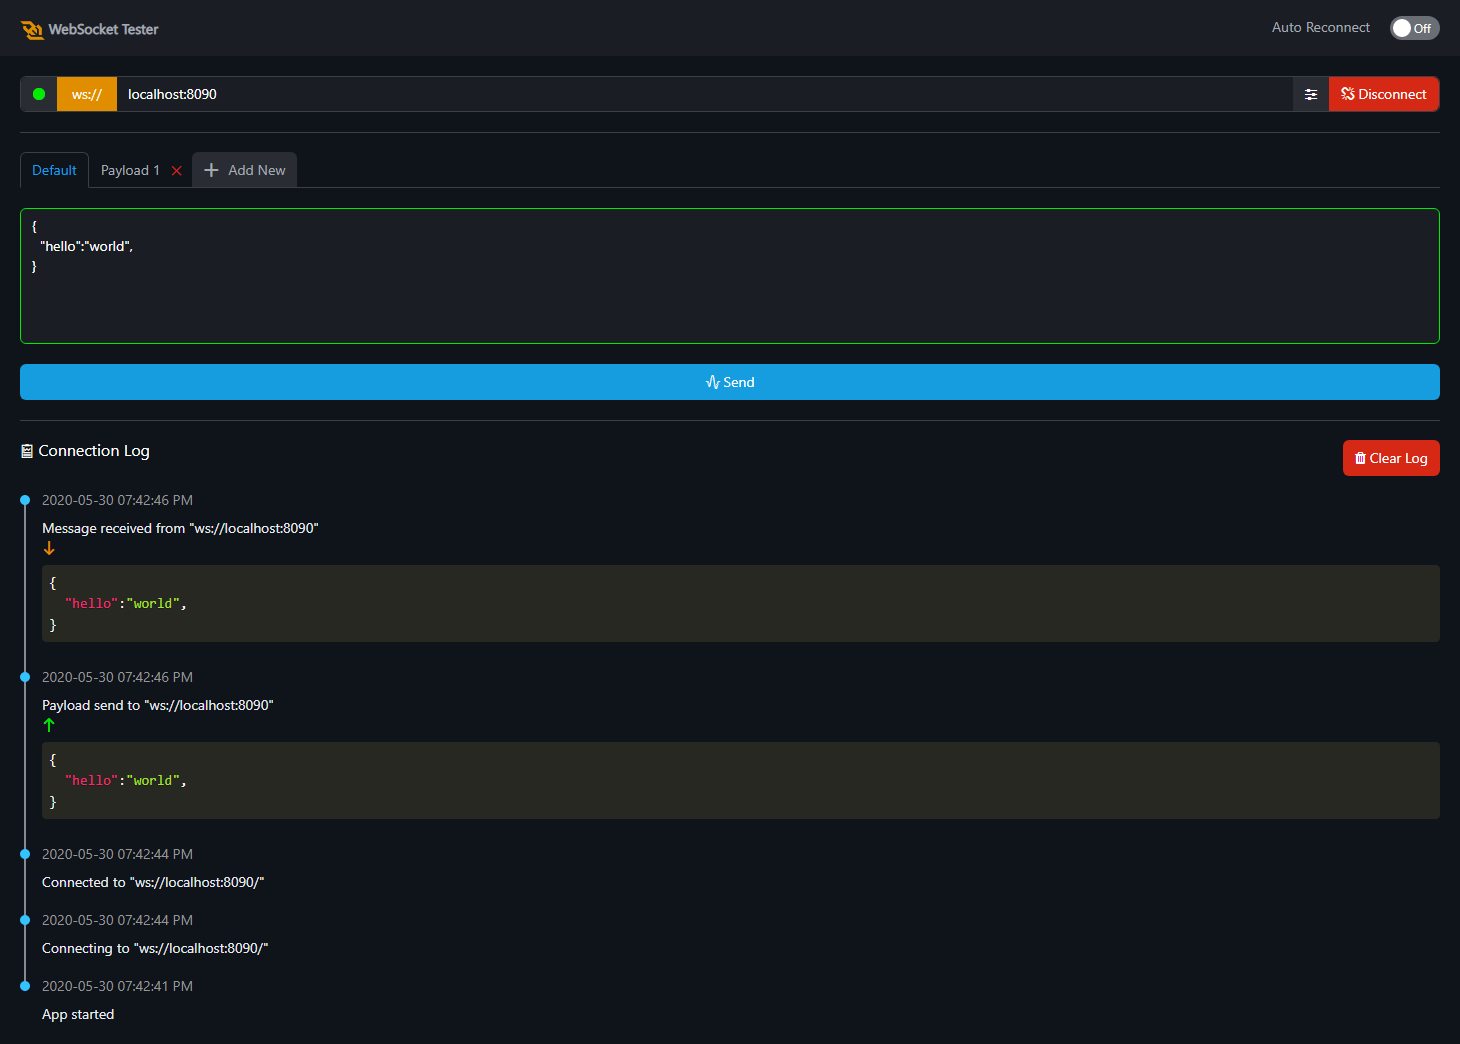 WebSocket Tester
Auto Reconnect Off
ws:// localhost:8090 Disconnect
Default Payload 1 Add New
{
"hello":"world",
}
Send
Connection Log
Clear Log
2020-05-30 07:42:46 PM
Message received from "ws://localhost:8090"
{
"hello":"world",
}
2020-05-30 07:42:46 PM
Payload send to "ws://localhost:8090"
{
"hello":"world",
}
2020-05-30 07:42:44 PM
Connected to "ws://localhost:8090/"
2020-05-30 07:42:44 PM
Connecting to "ws://localhost:8090/"
2020-05-30 07:42:41 PM
App started